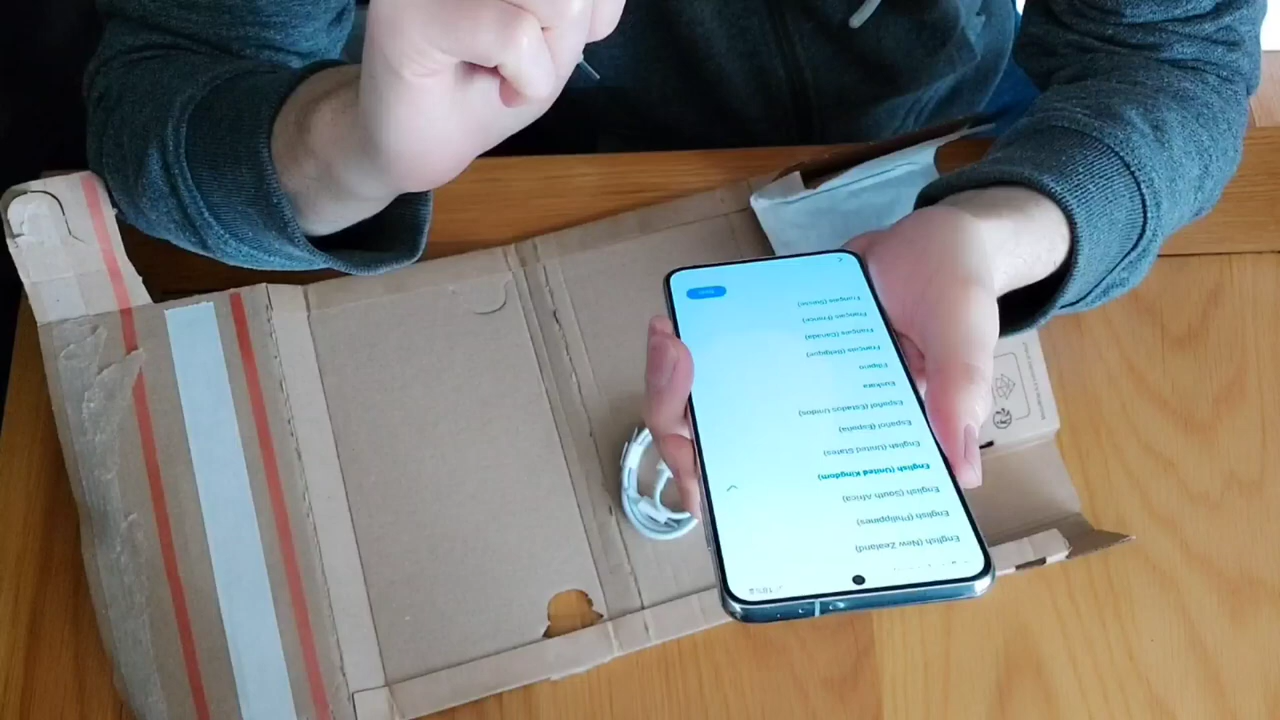 English (New Zealand)
English (Philippines)
English (South Africa)
English (United Kingdom)
English (United States)
Español (España)
Español (Estados Unidos)
Euskara
Filipino
Français (Belgique)
Français (Canada)
Français (France)
Français (Suisse)